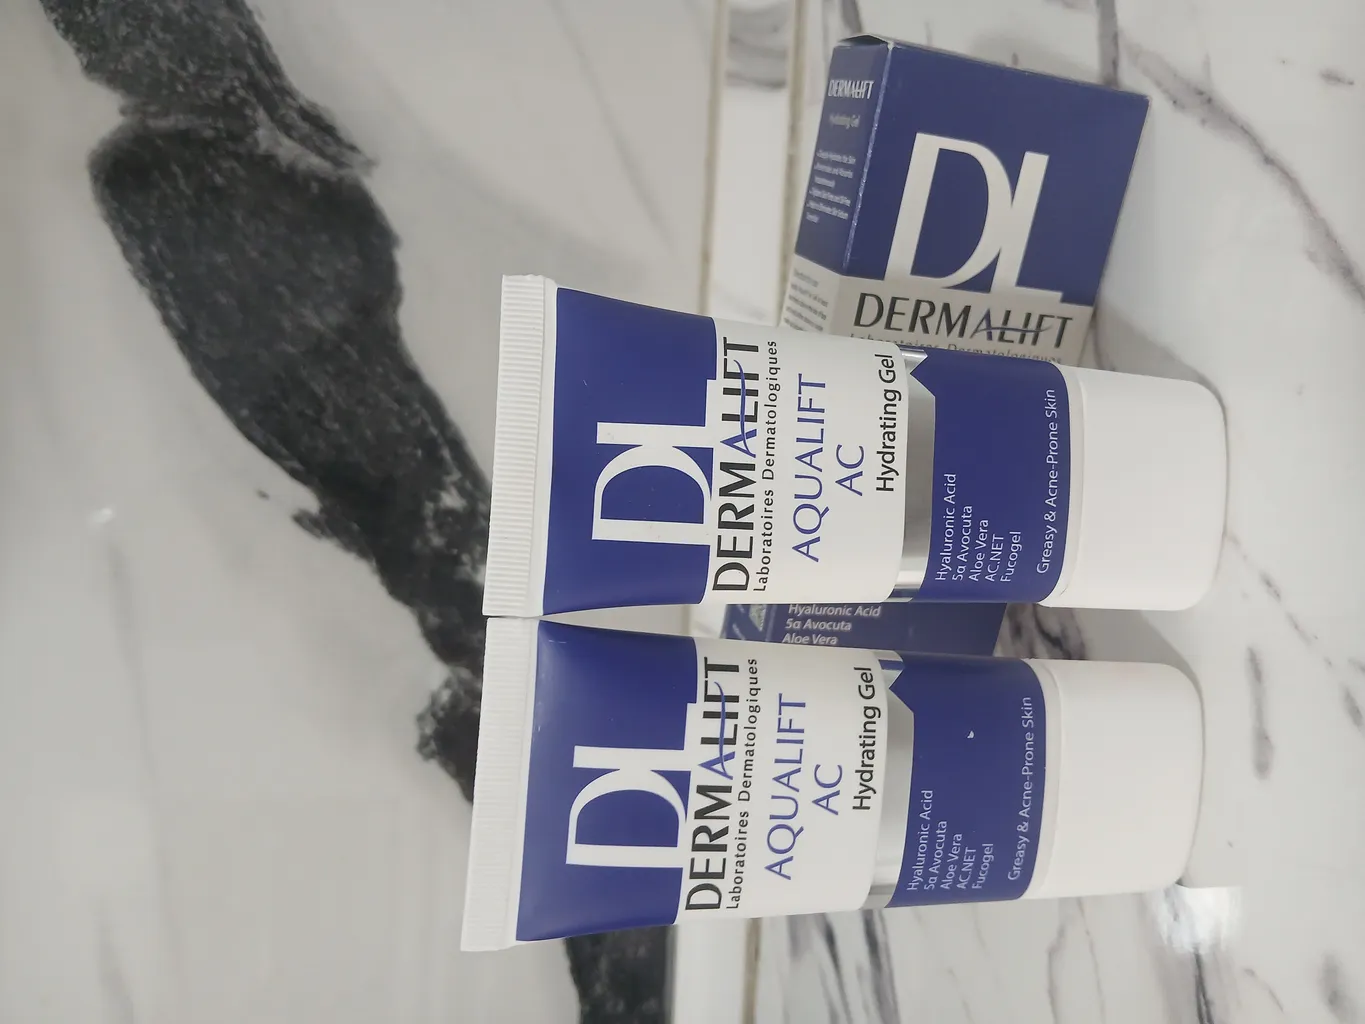 DERMALIFT
Hydrating Gel
DL
DERMALIFT
Laboratoires Dermatologiques
Hyaluronic Acid
5α Avocuta
Aloe Vera
DL
DERMALIFT
Laboratoires Dermatologiques
AQUALIFT
AC
Hydrating Gel
Hyaluronic Acid
5α Avocuta
Aloe Vera
AC.NET
Fucogel
Greasy & Acne-Prone Skin
DL
DERMALIFT
Laboratoires Dermatologiques
AQUALIFT
AC
Hydrating Gel
Hyaluronic Acid
5α Avocuta
Aloe Vera
AC.NET
Fucogel
Greasy & Acne-Prone Skin